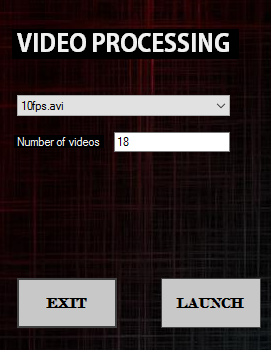 VIDEO PROCESSING
10fps.avi
Number of videos 18
EXIT LAUNCH